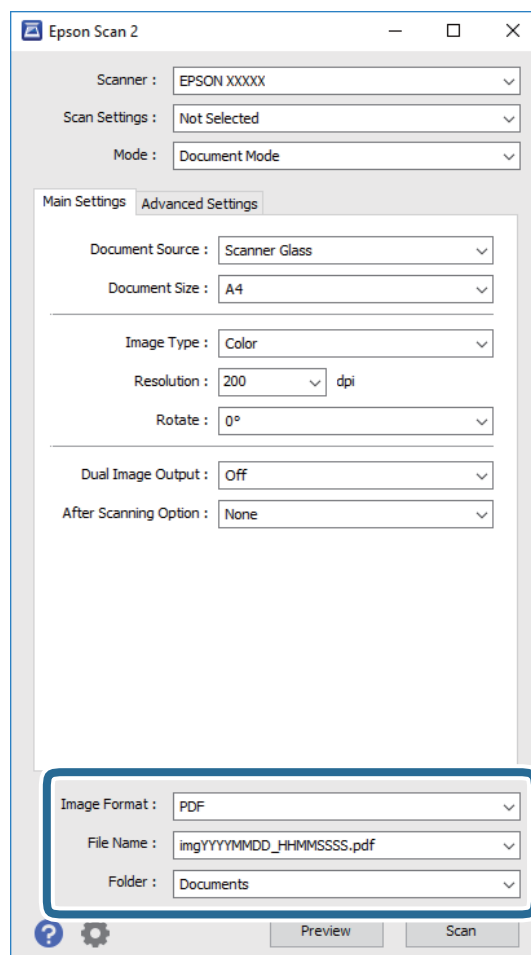 Epson Scan 2
Scanner : EPSON XXXXX
Scan Settings : Not Selected
Mode : Document Mode
Main Settings Advanced Settings
Document Source : Scanner Glass
Document Size : A4
Image Type : Color
Resolution : 200 dpi
Rotate : 0°
Dual Image Output : Off
After Scanning Option : None
Image Format : PDF
File Name : imgYYYYMMDD_HHMMSSSS.pdf
Folder : Documents
? Preview Scan